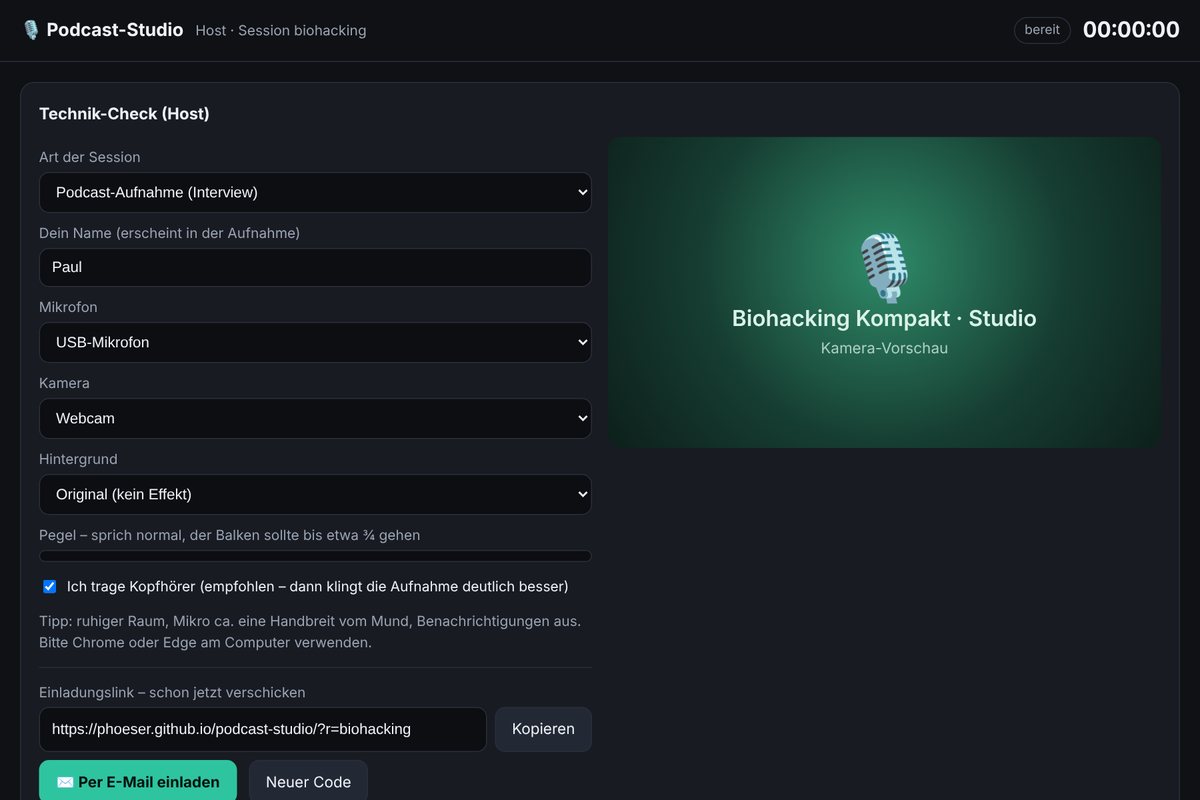 🎙️ Podcast-Studio Host · Session biohacking bereit 00:00:00
Technik-Check (Host)
Art der Session
Podcast-Aufnahme (Interview)
Dein Name (erscheint in der Aufnahme)
Paul
Mikrofon
USB-Mikrofon
Kamera
Webcam
Hintergrund
Original (kein Effekt)
Pegel – sprich normal, der Balken sollte bis etwa ¾ gehen
Ich trage Kopfhörer (empfohlen – dann klingt die Aufnahme deutlich besser)
Tipp: ruhiger Raum, Mikro ca. eine Handbreit vom Mund, Benachrichtigungen aus.
Bitte Chrome oder Edge am Computer verwenden.
Einladungslink – schon jetzt verschicken
https://phoeser.github.io/podcast-studio/?r=biohacking Kopieren
✉️ Per E-Mail einladen Neuer Code
Biohacking Kompakt · Studio
Kamera-Vorschau